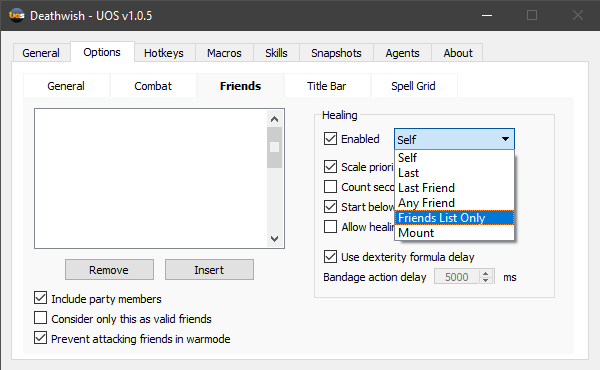 UOS Deathwish - UOS v1.0.5
General Options Hotkeys Macros Skills Snapshots Agents About
General Combat Friends Title Bar Spell Grid
Healing
Enabled Self
Self
Scale priori Last
Count seco Last Friend
Start below Any Friend
Allow healin Friends List Only
Mount
Use dexterity formula delay
Bandage action delay 5000 ms
Remove Insert
Include party members
Consider only this as valid friends
Prevent attacking friends in warmode